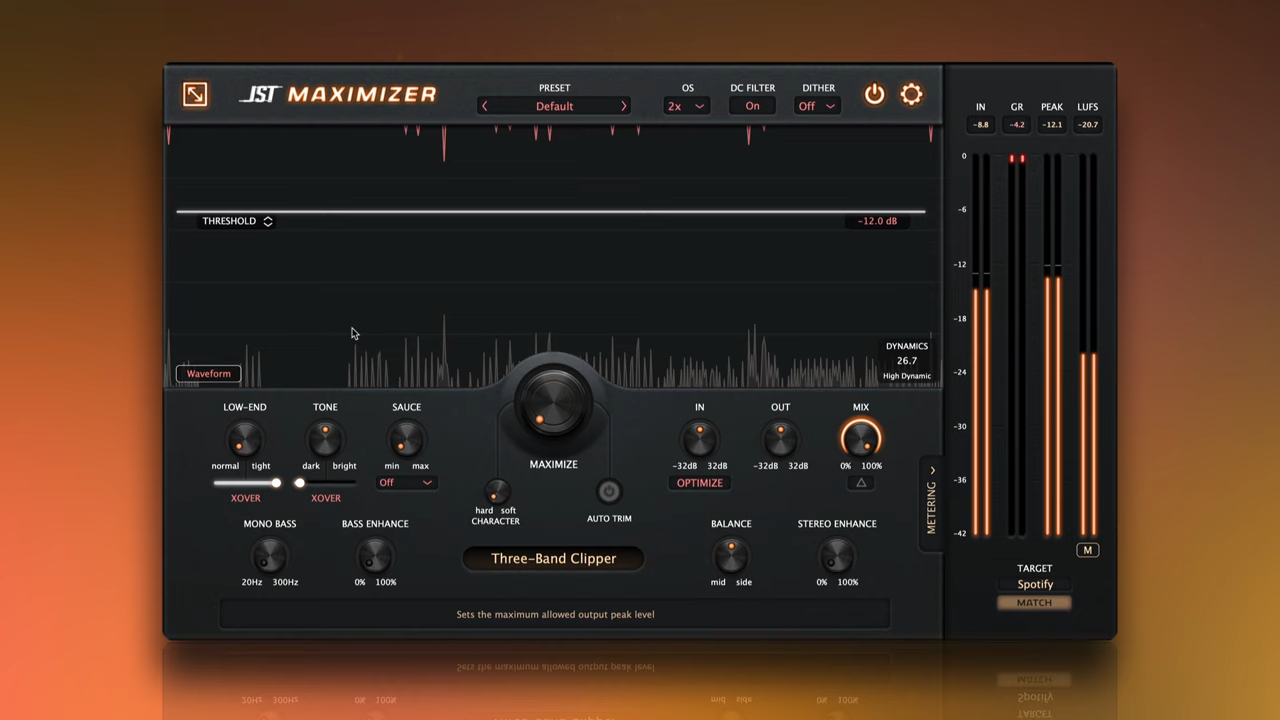 JST MAXIMIZER
PRESET
Default
OS
2x
DC FILTER
On
DITHER
Off
IN
GR
PEAK
LUFS
-8.8
-4.2
-12.1
-20.7
THRESHOLD
-12.0 dB
0
-6
-12
-18
-24
-30
-36
-42
Waveform
DYNAMICS
26.7
High Dynamic
LOW-END
TONE
SAUCE
normal tight
dark bright
min max
XOVER
XOVER
Off
MAXIMIZE
hard soft
CHARACTER
AUTO TRIM
IN
OUT
MIX
-32dB 32dB
-32dB 32dB
0% 100%
OPTIMIZE
METERING
MONO BASS
BASS ENHANCE
20Hz 300Hz
0% 100%
Three-Band Clipper
BALANCE
STEREO ENHANCE
mid side
0% 100%
M
TARGET
Spotify
MATCH
Sets the maximum allowed output peak level